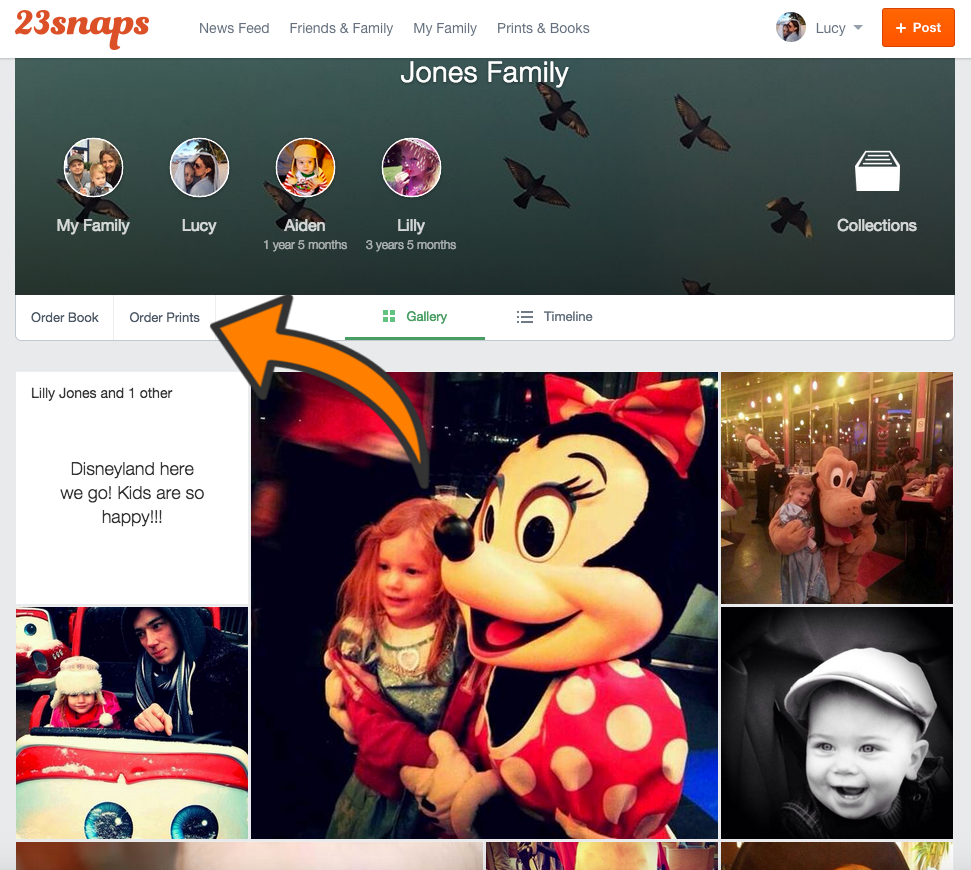 23snaps
News Feed
Friends & Family
My Family
Prints & Books
Lucy
+ Post
Jones Family
My Family
Lucy
Aiden
1 year 5 months
Lilly
3 years 5 months
Collections
Order Book
Order Prints
Gallery
Timeline
Lilly Jones and 1 other
Disneyland here
we go! Kids are so
happy!!!